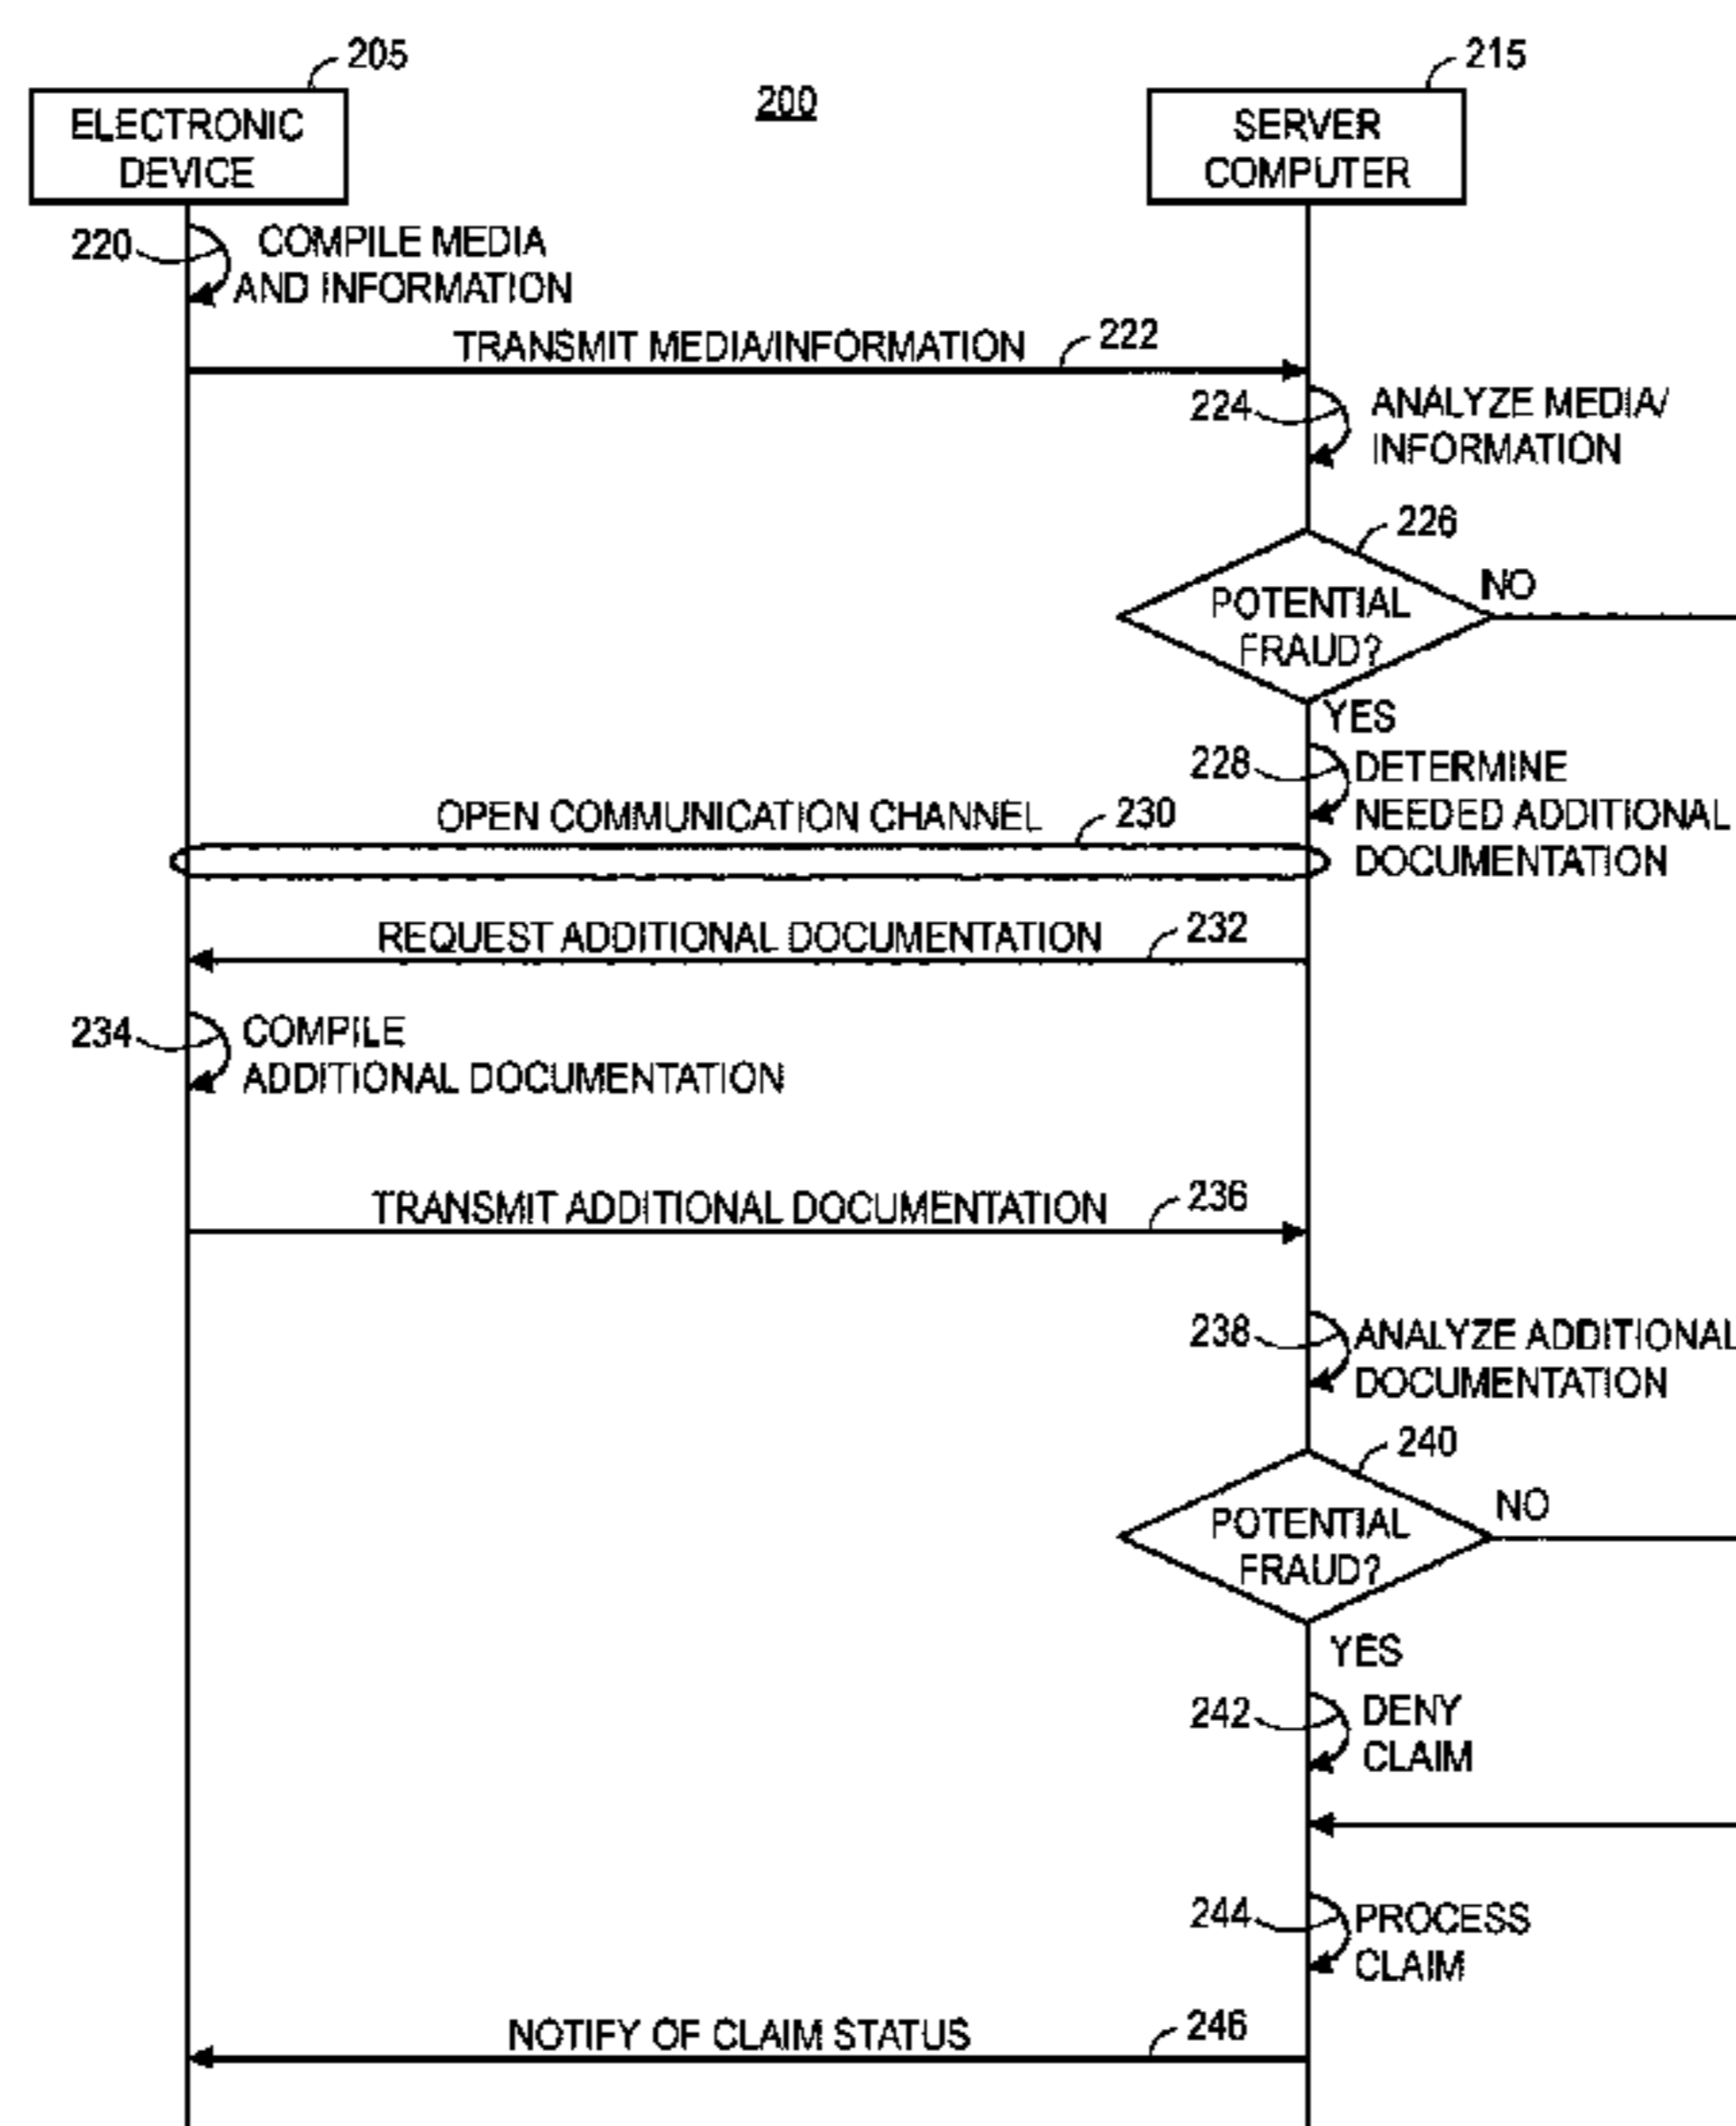 205
215
200
ELECTRONIC
DEVICE
SERVER
COMPUTER
220
COMPILE MEDIA
AND INFORMATION
TRANSMIT MEDIA/INFORMATION
222
224
ANALYZE MEDIA/
INFORMATION
226
POTENTIAL
FRAUD?
NO
YES
228
DETERMINE
NEEDED ADDITIONAL
DOCUMENTATION
OPEN COMMUNICATION CHANNEL
230
REQUEST ADDITIONAL DOCUMENTATION
232
234
COMPILE
ADDITIONAL DOCUMENTATION
TRANSMIT ADDITIONAL DOCUMENTATION
236
238
ANALYZE ADDITIONAL
DOCUMENTATION
240
POTENTIAL
FRAUD?
NO
YES
242
DENY
CLAIM
244
PROCESS
CLAIM
NOTIFY OF CLAIM STATUS
246